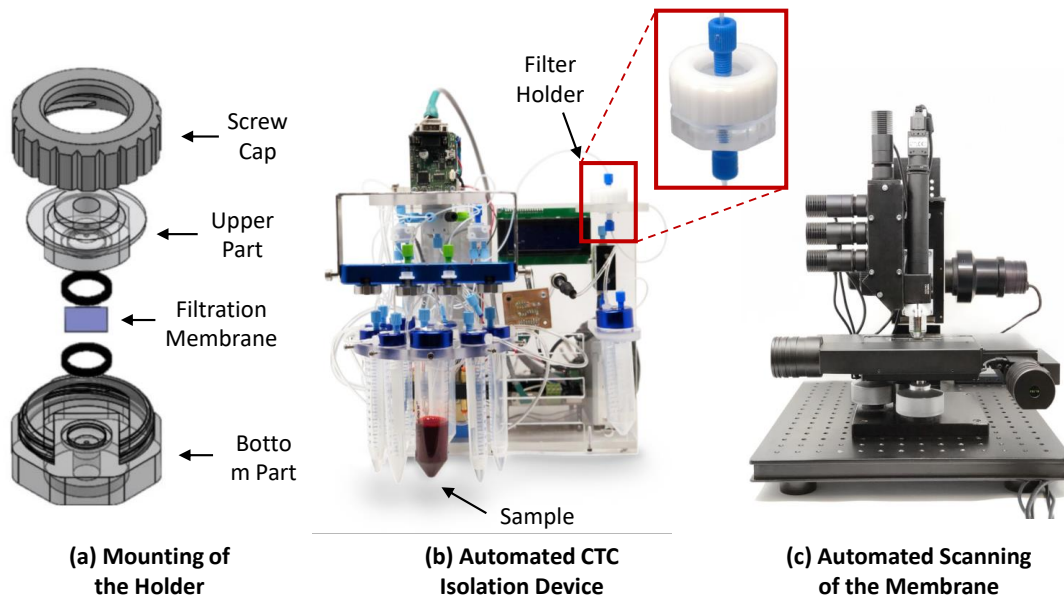 Screw
Cap
Upper
Part
Filtration
Membrane
Botto
m Part
Filter
Holder
Sample
(a) Mounting of
the Holder
(b) Automated CTC
Isolation Device
(c) Automated Scanning
of the Membrane